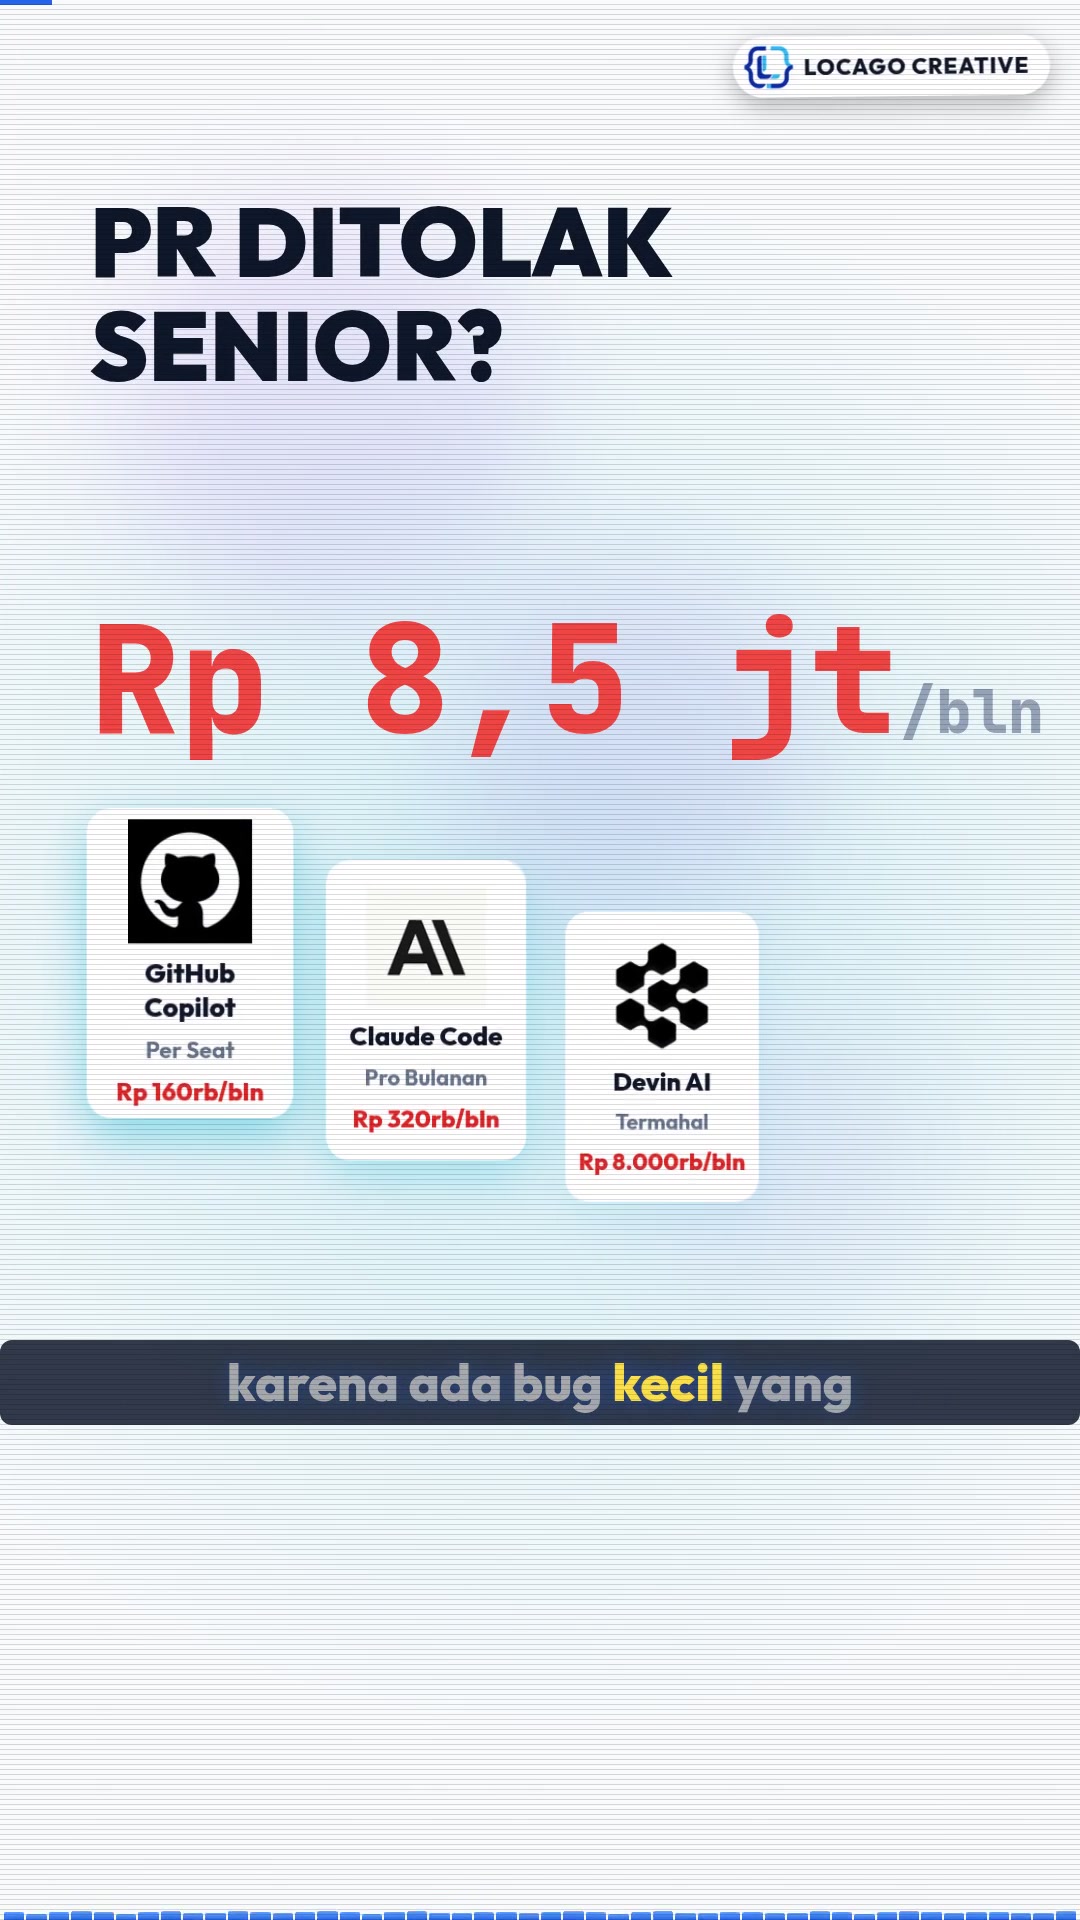 LOCAGO CREATIVE
PR DITOLAK
SENIOR?
Rp 8,5 jt/bln
GitHub
Copilot
Per Seat
Rp 160rb/bln
Claude Code
Pro Bulanan
Rp 320rb/bln
Devin AI
Termahal
Rp 8.000rb/bln
karena ada bug kecil yang